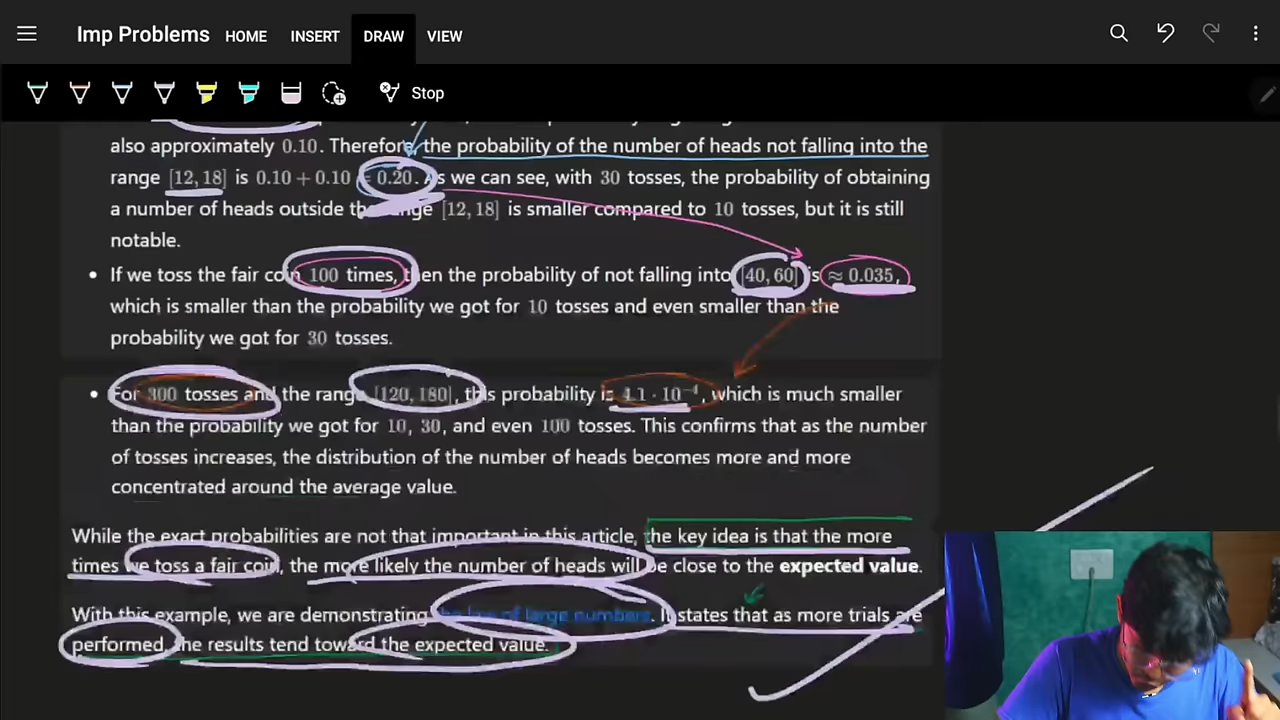 Imp Problems HOME INSERT DRAW VIEW
Stop
also approximately 0.10. Therefore, the probability of the number of heads not falling into the
range [12, 18] is 0.10 + 0.10 = 0.20. As we can see, with 30 tosses, the probability of obtaining
a number of heads outside the range [12, 18] is smaller compared to 10 tosses, but it is still
notable.
• If we toss the fair coin 100 times, then the probability of not falling into [40, 60] is ≈ 0.035,
which is smaller than the probability we got for 10 tosses and even smaller than the
probability we got for 30 tosses.
• For 300 tosses and the range [120, 180], this probability is 4.1 · 10⁻⁴, which is much smaller
than the probability we got for 10, 30, and even 100 tosses. This confirms that as the number
of tosses increases, the distribution of the number of heads becomes more and more
concentrated around the average value.
While the exact probabilities are not that important in this article, the key idea is that the more
times we toss a fair coin, the more likely the number of heads will be close to the expected value.
With this example, we are demonstrating the law of large numbers. It states that as more trials are
performed, the results tend toward the expected value.